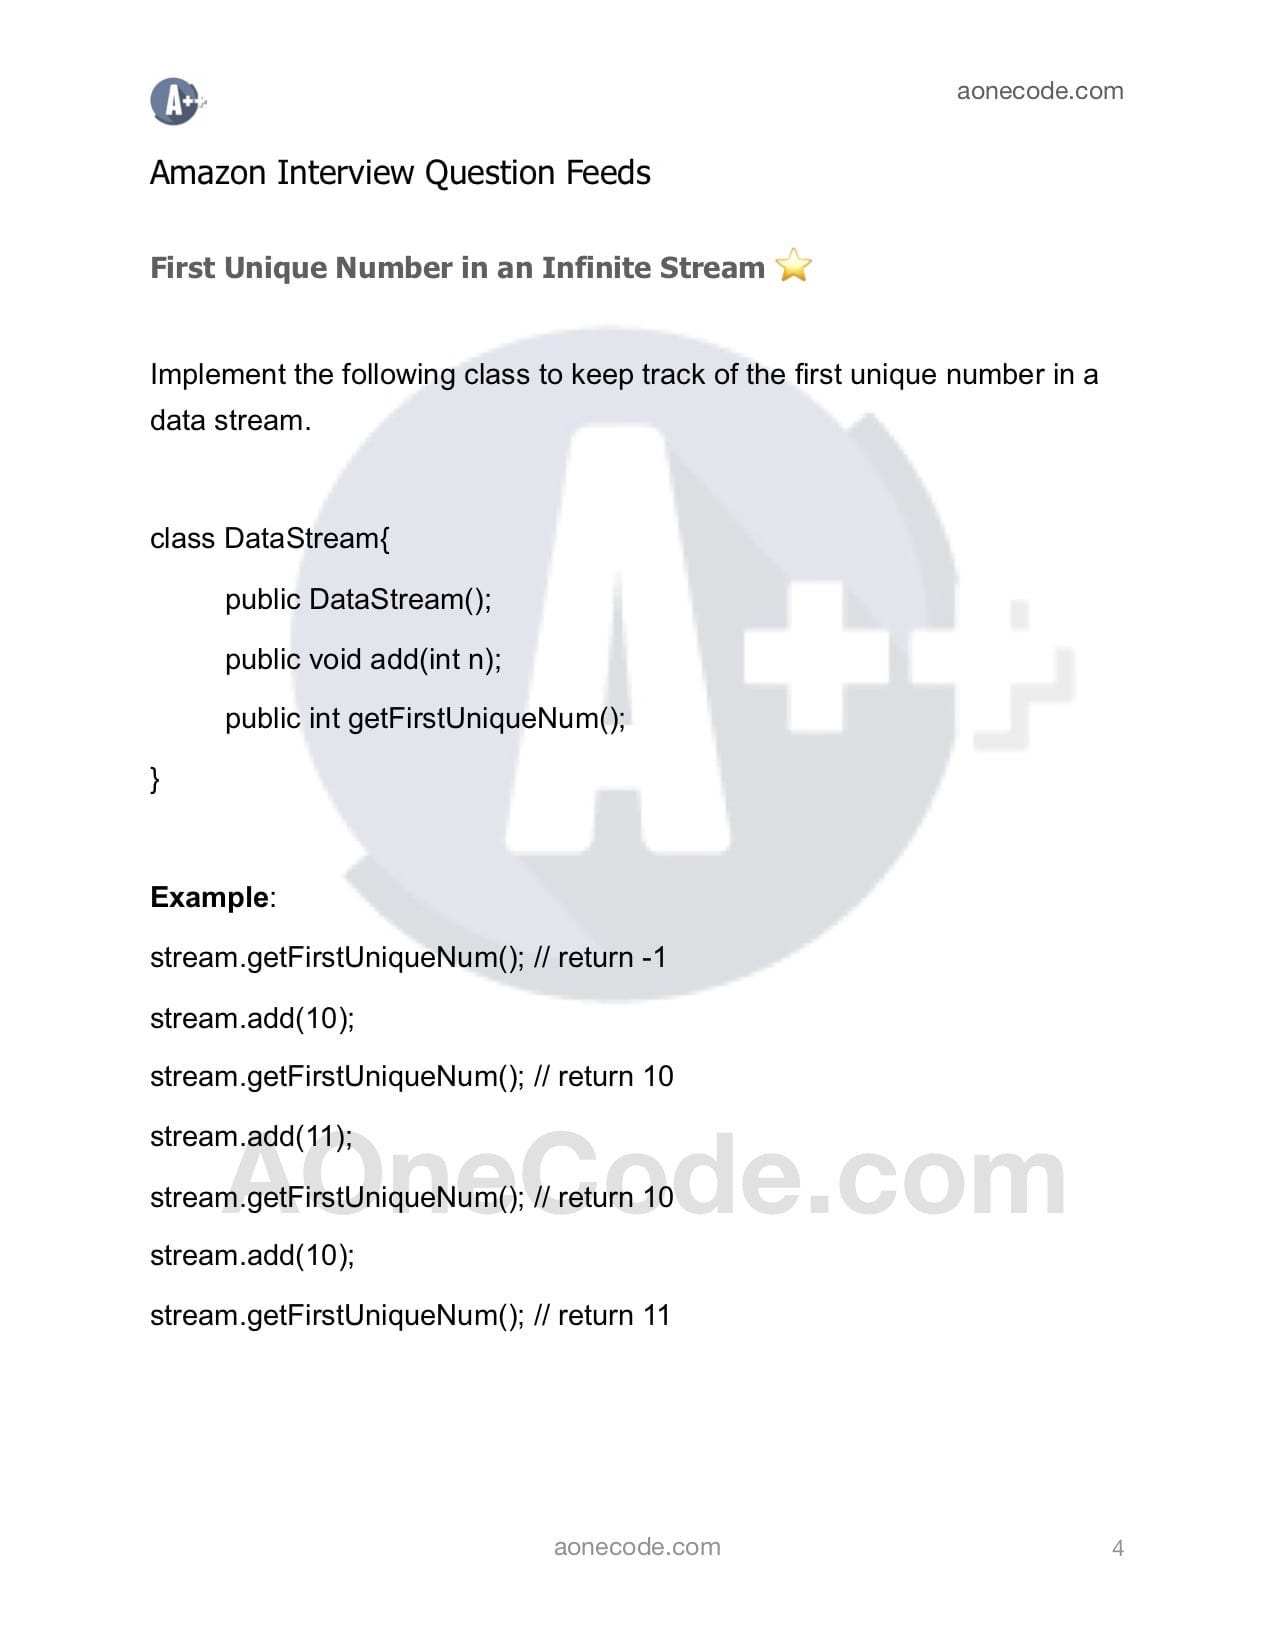 A++
aonecode.com
Amazon Interview Question Feeds
First Unique Number in an Infinite Stream ⭐
Implement the following class to keep track of the first unique number in a
data stream.
class DataStream{
public DataStream();
public void add(int n);
public int getFirstUniqueNum();
}
A++
Example:
stream.getFirstUniqueNum(); // return -1
stream.add(10);
stream.getFirstUniqueNum(); // return 10
stream.add(11);
AOneCode.com
stream.getFirstUniqueNum(); // return 10
stream.add(10);
stream.getFirstUniqueNum(); // return 11
aonecode.com
4